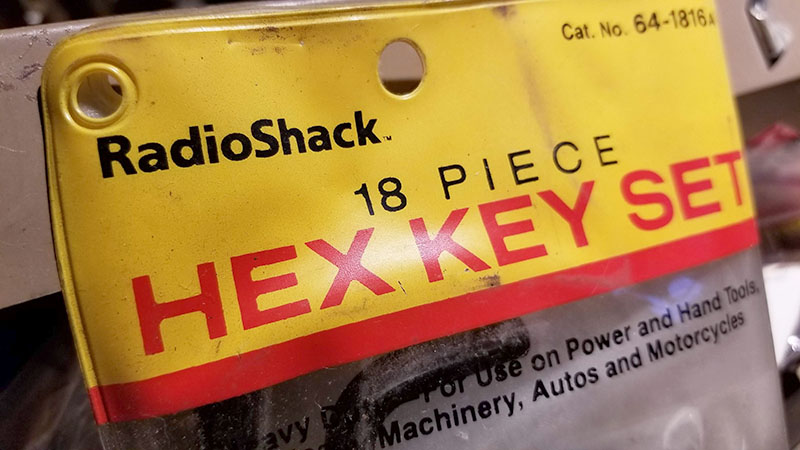 Cat. No. 64-1816A
RadioShack™
18 PIECE
HEX KEY SET
For Use on Power and Hand Tools,
Machinery, Autos and Motorcycles